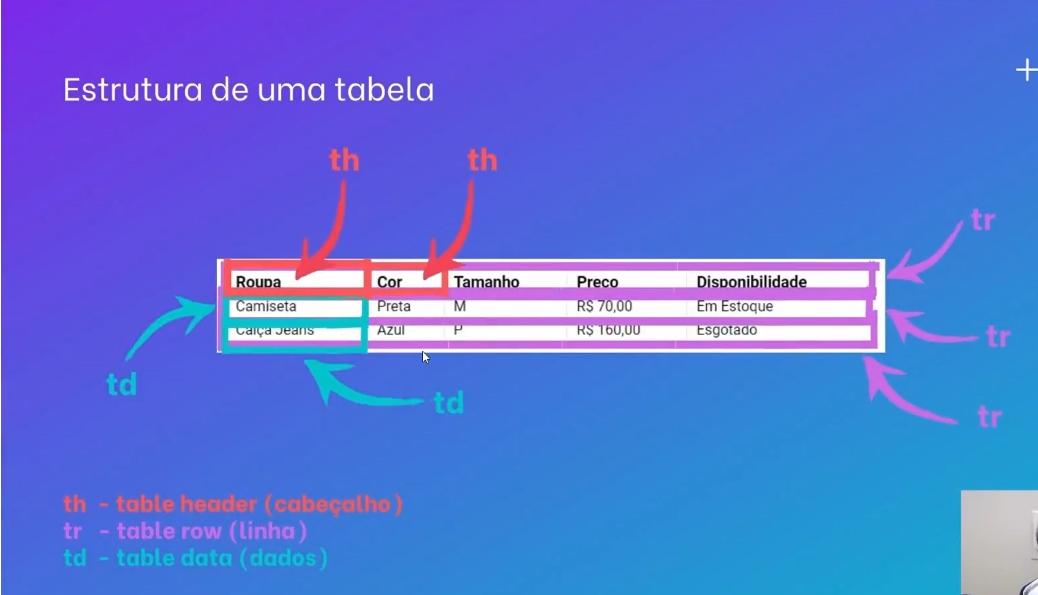 Estrutura de uma tabela
th th
tr
Roupa Cor Tamanho Preço Disponibilidade
Camiseta Preta M R$ 70,00 Em Estoque
Calça Jeans Azul P R$ 160,00 Esgotado
tr
td
td
tr
th - table header (cabeçalho)
tr - table row (linha)
td - table data (dados)